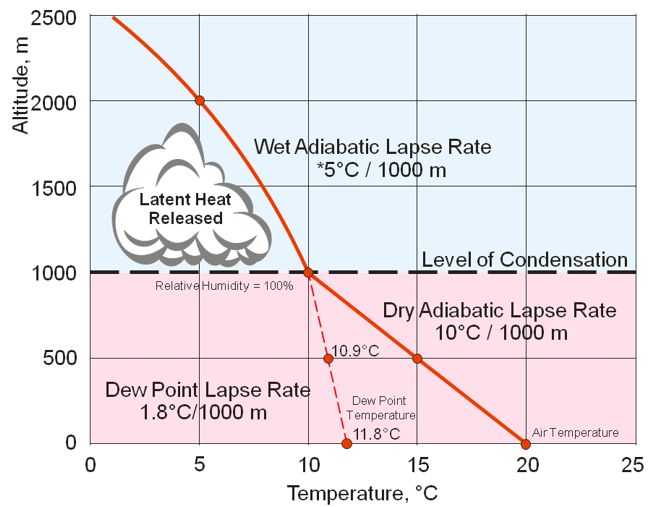 2500
Altitude, m
2000
Wet Adiabatic Lapse Rate
*5°C / 1000 m
1500
Latent Heat
Released
Level of Condensation
1000
Relative Humidity = 100%
Dry Adiabatic Lapse Rate
10°C / 1000 m
10.9°C
500
Dew Point Lapse Rate
1.8°C/1000 m
Dew Point
Temperature
11.8°C
Air Temperature
0
0 5 10 15 20 25
Temperature, °C